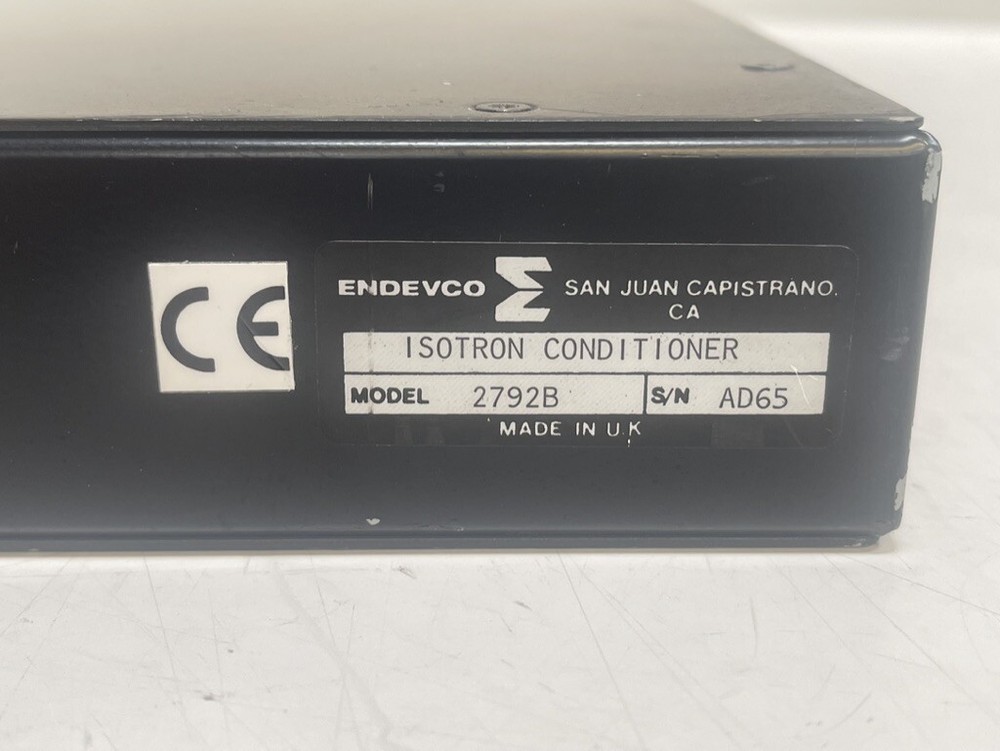 CE
ENDEVCO SAN JUAN CAPISTRANO.
CA
ISOTRON CONDITIONER
MODEL 2792B S/N AD65
MADE IN U.K